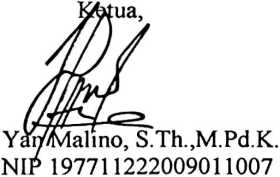 Ketua,
Yan Malino, S.Th.,M.Pd.K.
NIP 197711222009011007